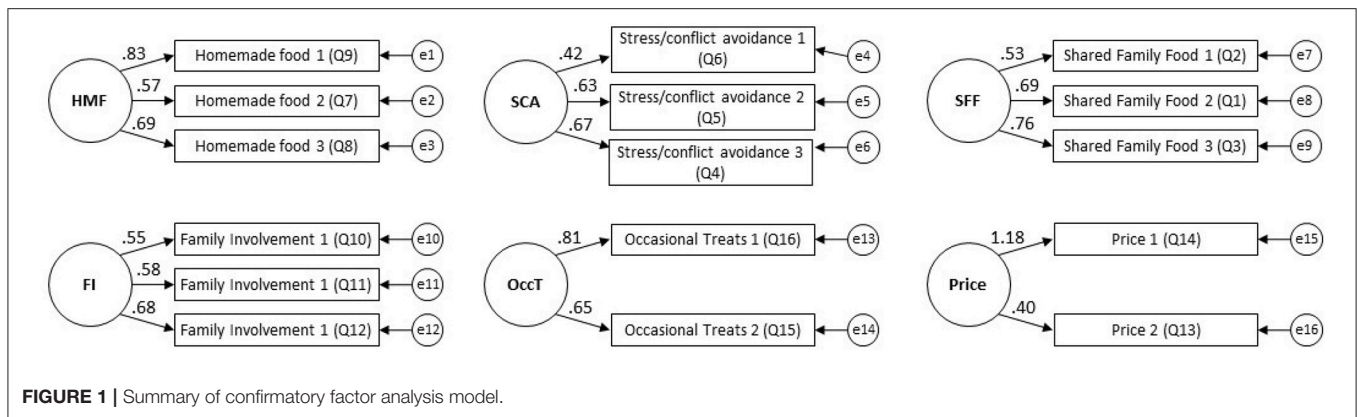 .83
Homemade food 1 (Q9)
e1
HMF
.57
Homemade food 2 (Q7)
e2
.69
Homemade food 3 (Q8)
e3
.42
Stress/conflict avoidance 1
(Q6)
e4
SCA
.63
Stress/conflict avoidance 2
(Q5)
e5
.67
Stress/conflict avoidance 3
(Q4)
e6
.53
Shared Family Food 1 (Q2)
e7
SFF
.69
Shared Family Food 2 (Q1)
e8
.76
Shared Family Food 3 (Q3)
e9
.55
Family Involvement 1 (Q10)
e10
FI
.58
Family Involvement 1 (Q11)
e11
.68
Family Involvement 1 (Q12)
e12
.81
Occasional Treats 1 (Q16)
e13
OccT
.65
Occasional Treats 2 (Q15)
e14
1.18
Price 1 (Q14)
e15
Price
.40
Price 2 (Q13)
e16
FIGURE 1 | Summary of confirmatory factor analysis model.